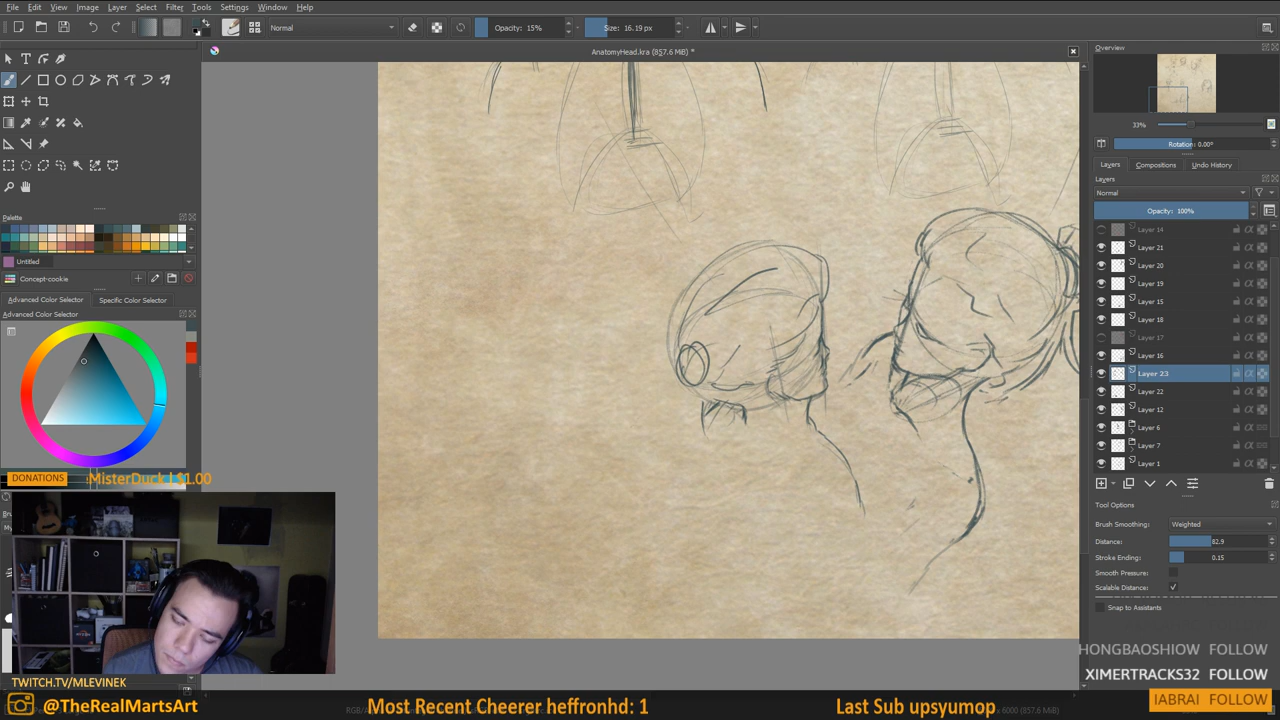 File Edit View Image Layer Select Filter Tools Settings Window Help
Normal
Opacity: 15%
Size: 16.19 px
AnatomyHead.kra (857.6 MiB) *
Overview
33%
Rotation: 0.00°
Layers Compositions Undo History
Layers
Normal
Opacity: 100%
Layer 14
Layer 21
Layer 20
Layer 19
Layer 15
Layer 18
Layer 17
Layer 16
Layer 23
Layer 22
Layer 12
Layer 6
Layer 7
Layer 1
Tool Options
Brush Smoothing: Weighted
Distance: 82.9
Stroke Ending: 0.15
Smooth Pressure:
Scalable Distance:
Snap to Assistants
Palette
Untitled
Concept-cookie
Advanced Color Selector Specific Color Selector
Advanced Color Selector
DONATIONS MisterDuck | $1.00
TWITCH.TV/MLEVINEK
@TheRealMartsArt
Most Recent Cheerer heffronhd: 1
Last Sub upsyumop
HONGBAOSHIOW FOLLOW
XIMERTRACKS32 FOLLOW
IABRAI FOLLOW